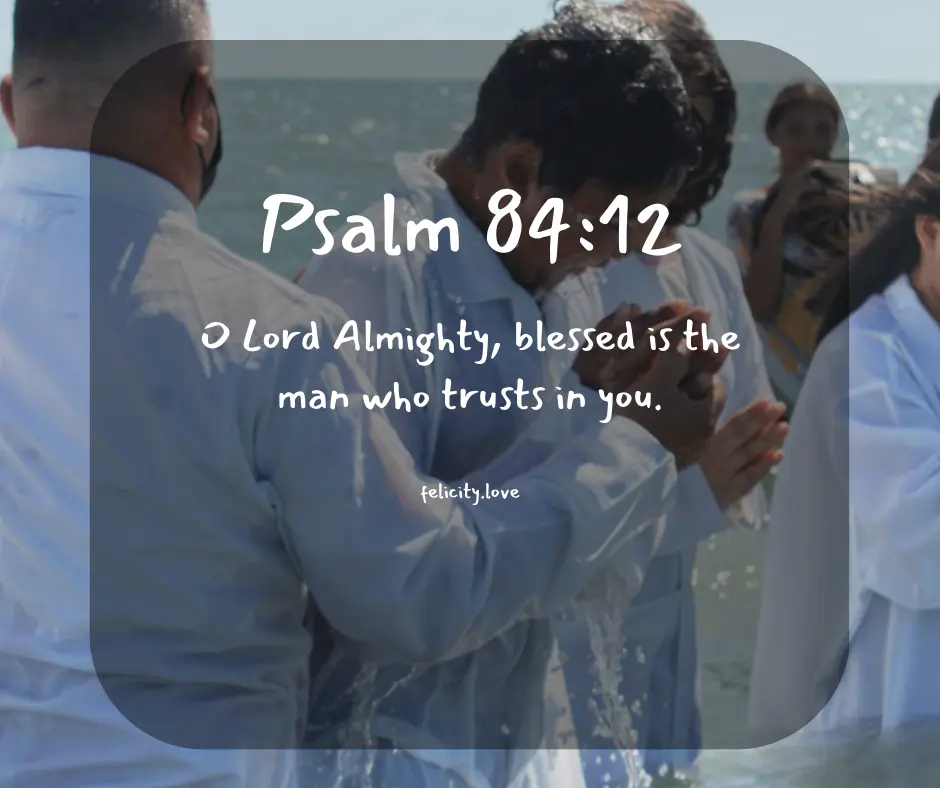 Psalm 84:12
O Lord Almighty, blessed is the
man who trusts in you.
felicity.love